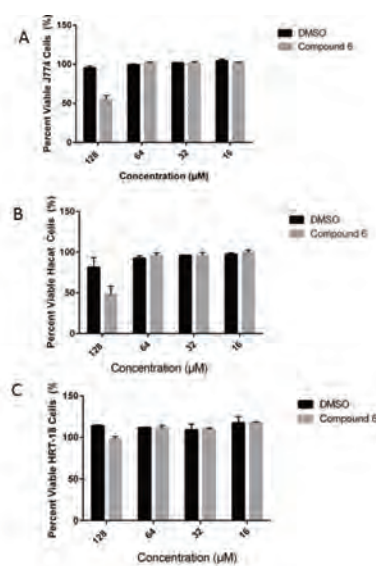 A
Percent Viable J774 Cells (%)
150
100
50
0
128
64
32
16
Concentration (µM)
DMSO
Compound 6
B
Percent Viable Hacat Cells (%)
150
100
50
0
128
64
32
16
Concentration (µM)
DMSO
Compound 6
C
Percent Viable HRT-18 Cells (%
150
100
50
0
128
64
32
16
Concentration (µM)
DMSO
Compound 6